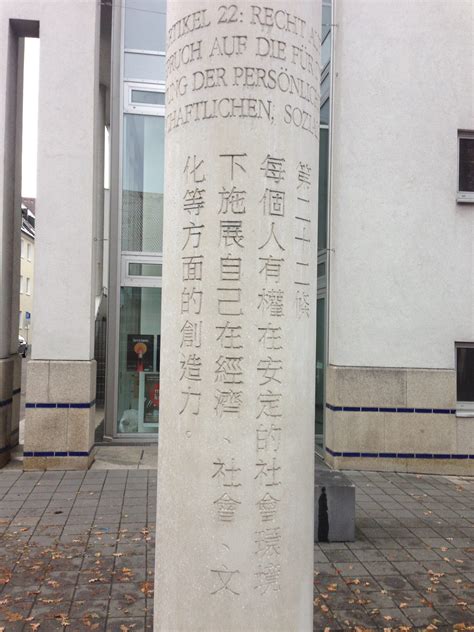 RTIKEL 22: RECHT A
RUCH AUF DIE FÜR
NG DER PERSÖNLIC
HAFTLICHEN, SOZIA
第二十二條
每個人有權在安定的社會環境
下施展自己在經濟、社會、文
化等方面的創造力。